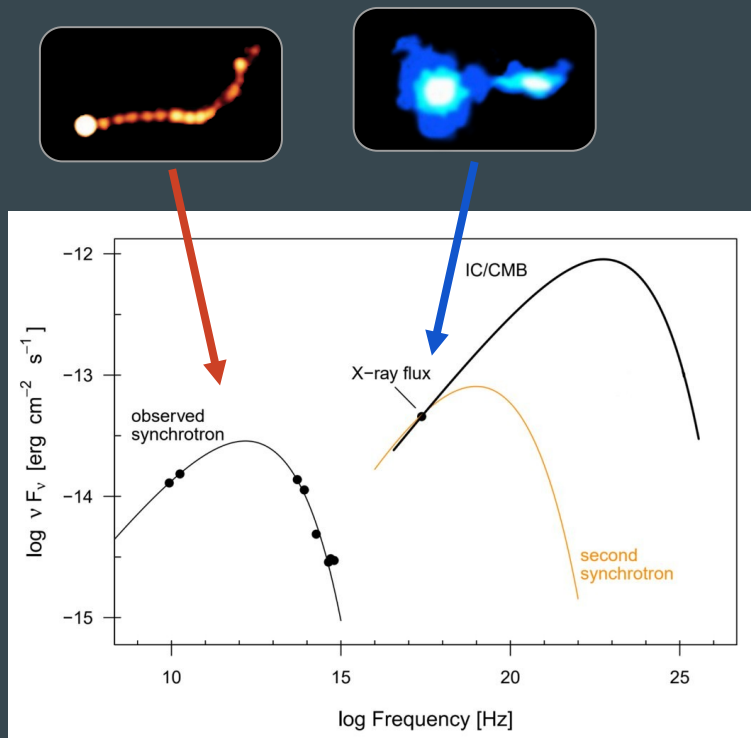 −12
−13
−14
−15
log ν Fν [erg cm−2 s−1]
IC/CMB
X−ray flux
observed
synchrotron
second
synchrotron
10
15
20
25
log Frequency [Hz]